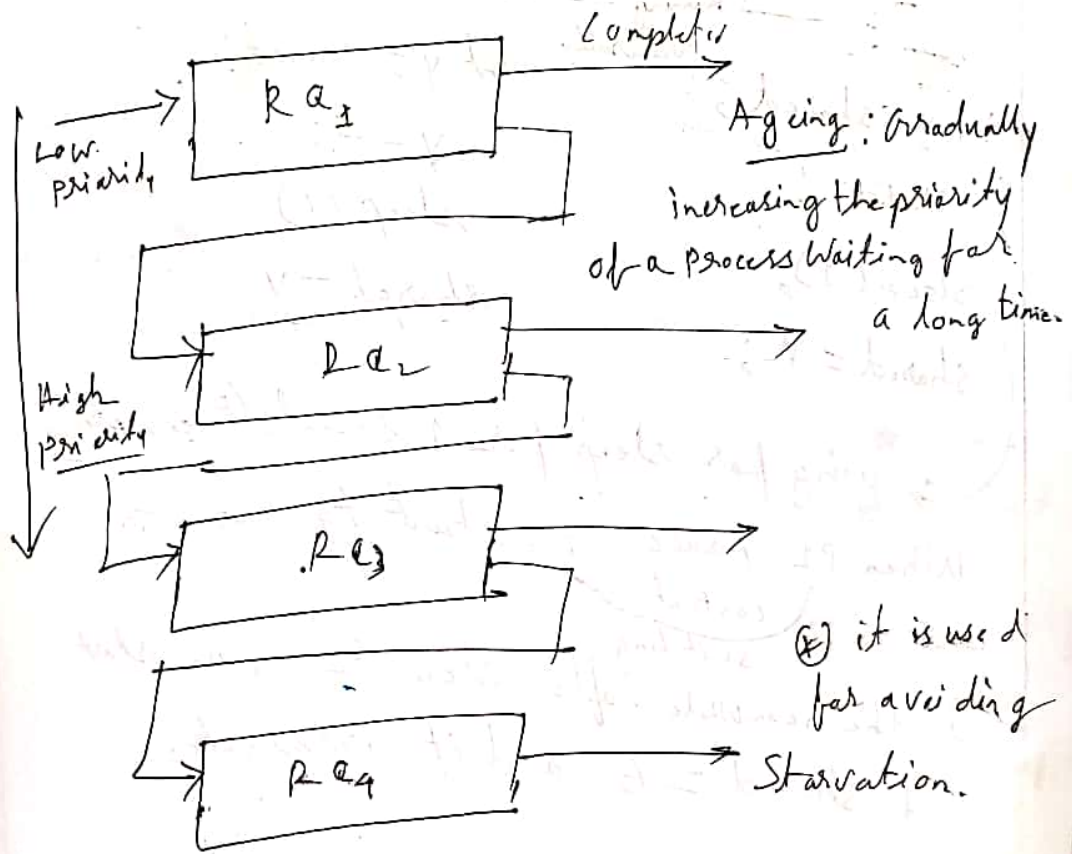 Completio
RQ1
Low
priority
Ageing : Gradually
increasing the priority
of a process waiting for
a long time.
RQ2
High
priority
RQ3
* it is used
for avoiding
Starvation.
RQ4